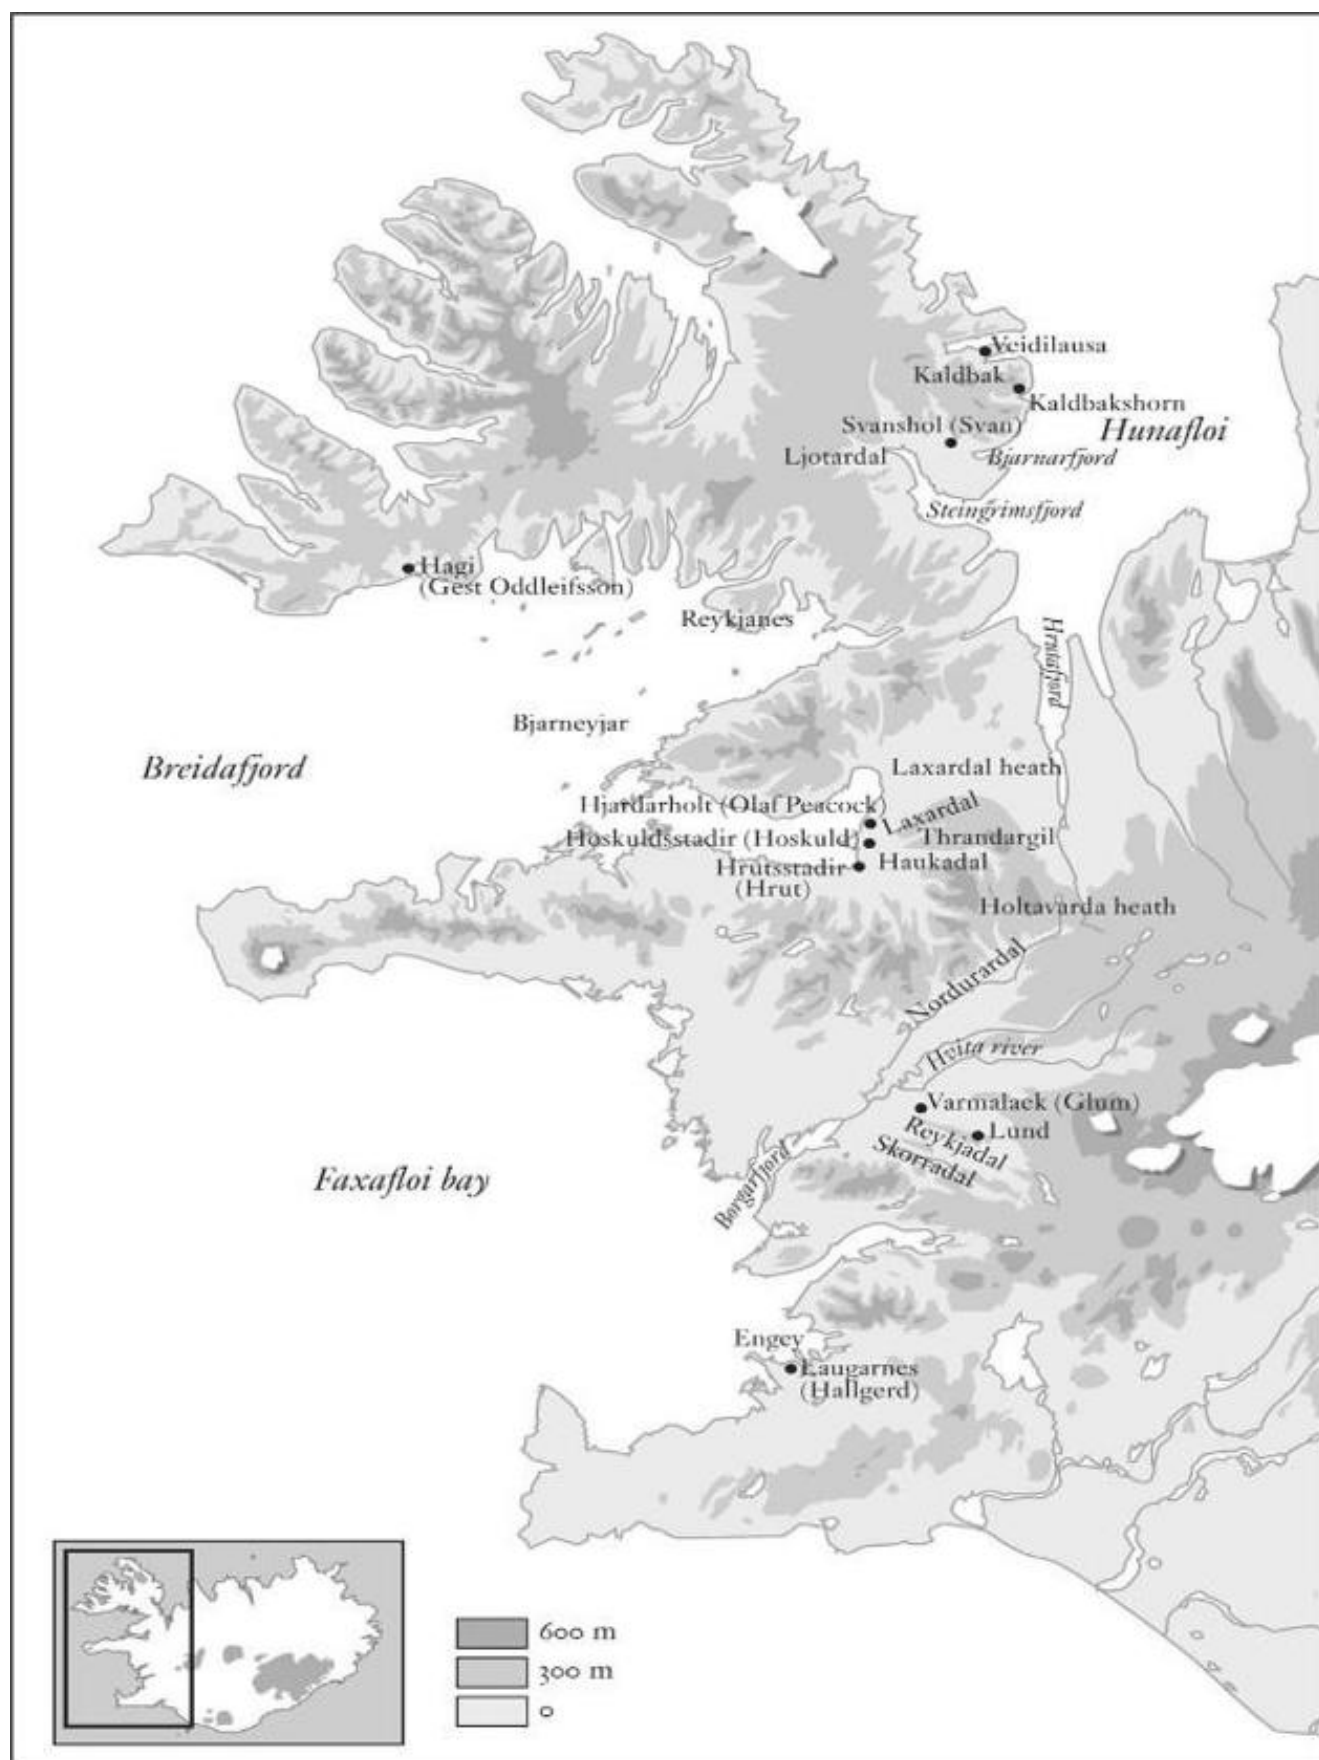 Veidilausa
Kaldbak
Kaldbakshorn
Svanshol (Svan)
Hunafloi
Ljotardal
Bjarnarfjord
Steingrimsfjord
Hagi
(Gest Oddleifsson)
Reykjanes
Hrutafjord
Bjarneyjar
Breidafjord
Laxardal heath
Hjardarholt (Olaf Peacock)
Laxardal
Hoskuldsstadir (Hoskuld)
Thrandargil
Hrutsstadir
(Hrut)
Haukadal
Holtavarda heath
Nordurardal
Hvita river
Varmalaek (Glum)
Lund
Reykjadal
Skorradal
Borgarfjord
Faxafloi bay
Engey
Laugarnes
(Hallgerd)
600 m
300 m
0